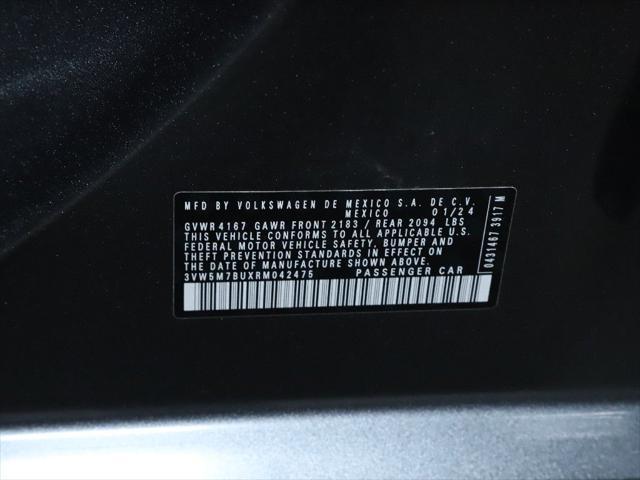 MFD BY VOLKSWAGEN DE MEXICO S.A. DE C.V.
MEXICO 01/24
GVWR 4167 GAWR FRONT 2183 / REAR 2094 LBS
THIS VEHICLE CONFORMS TO ALL APPLICABLE U.S.
FEDERAL MOTOR VEHICLE SAFETY, BUMPER AND
THEFT PREVENTION STANDARDS IN EFFECT ON
THE DATE OF MANUFACTURE SHOWN ABOVE.
3VW5M7BUXRM042475 PASSENGER CAR
0431467 3917 M